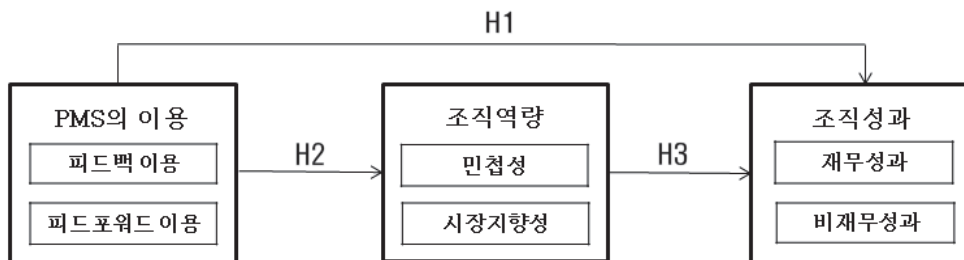 H1
PMS의 이용
피드백 이용
피드포워드 이용
H2
조직역량
민첩성
시장지향성
H3
조직성과
재무성과
비재무성과